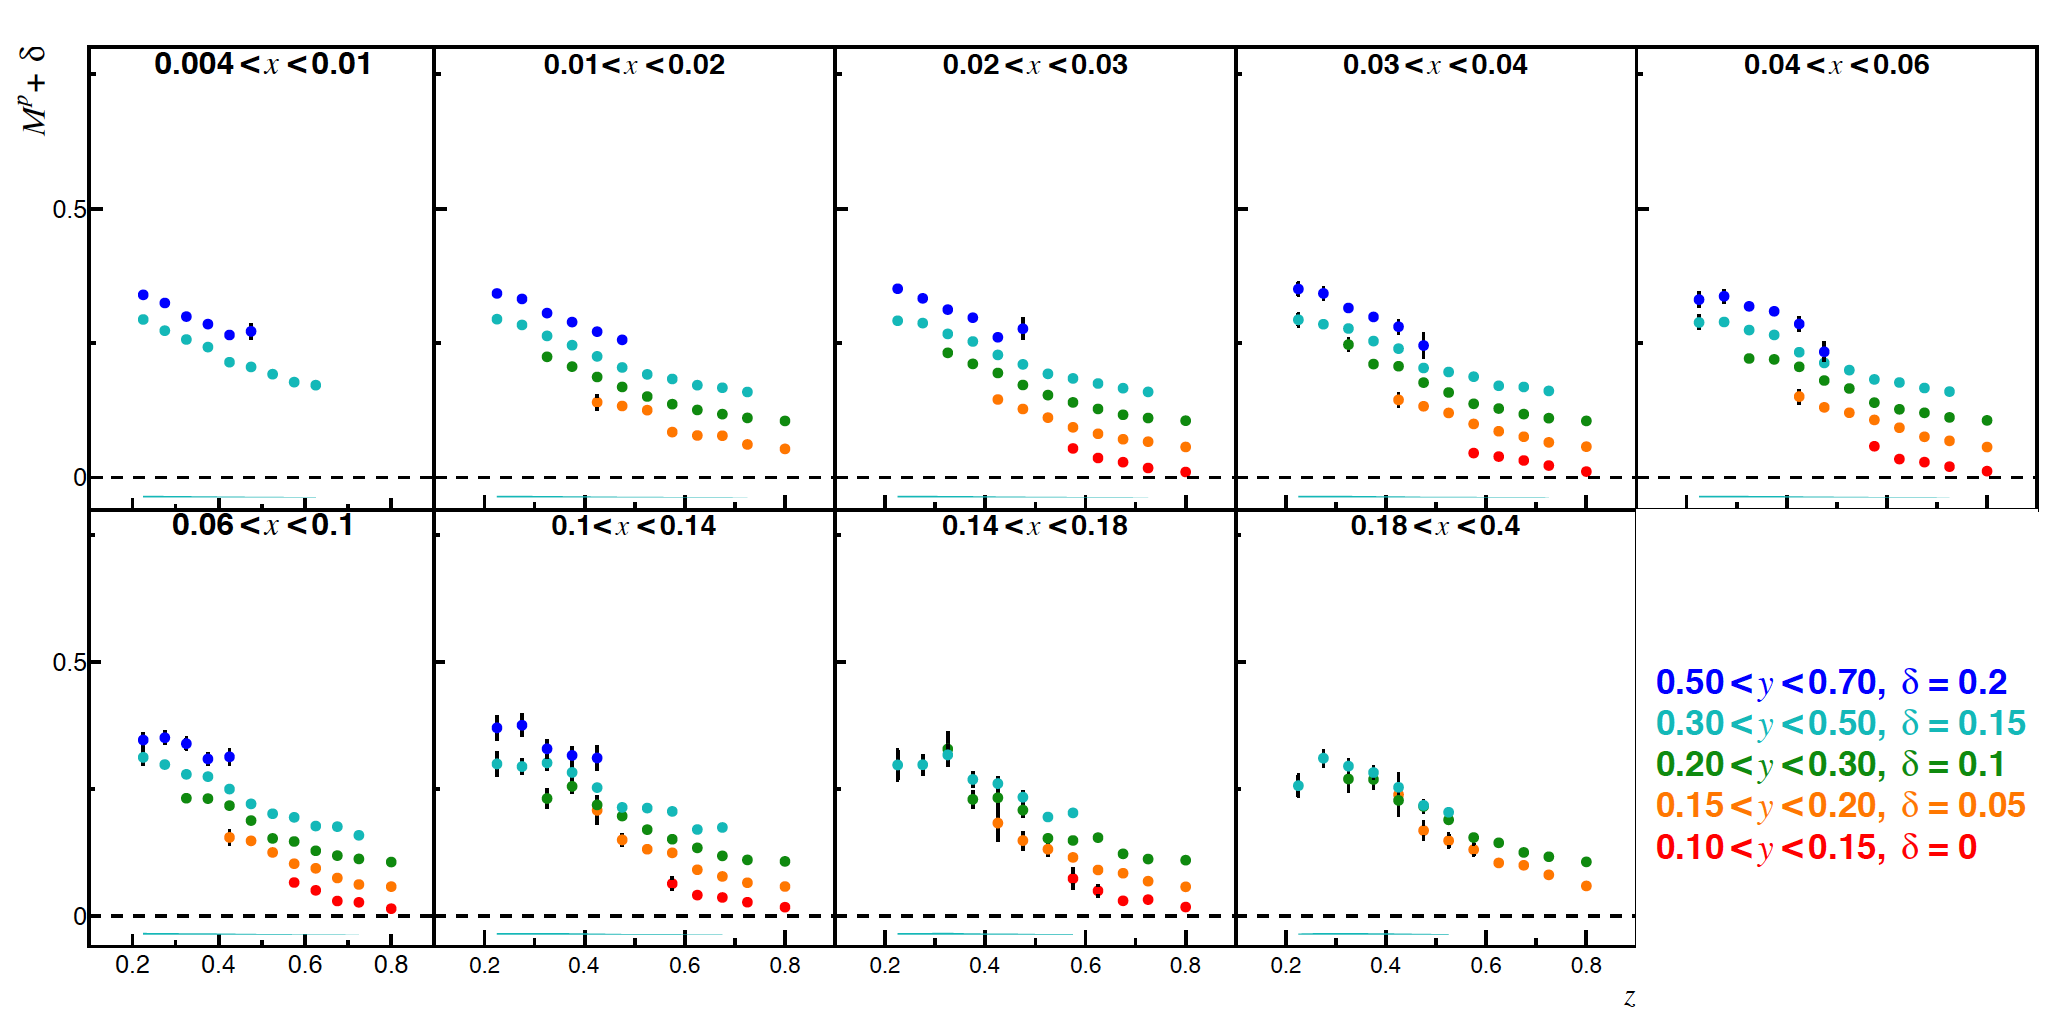 M^p + δ
0.004 < x < 0.01
0.01 < x < 0.02
0.02 < x < 0.03
0.03 < x < 0.04
0.04 < x < 0.06
0.5
0
0.06 < x < 0.1
0.1 < x < 0.14
0.14 < x < 0.18
0.18 < x < 0.4
0.5
0
0.50 < y < 0.70, δ = 0.2
0.30 < y < 0.50, δ = 0.15
0.20 < y < 0.30, δ = 0.1
0.15 < y < 0.20, δ = 0.05
0.10 < y < 0.15, δ = 0
0.2 0.4 0.6 0.8 0.2 0.4 0.6 0.8 0.2 0.4 0.6 0.8 0.2 0.4 0.6 0.8
z